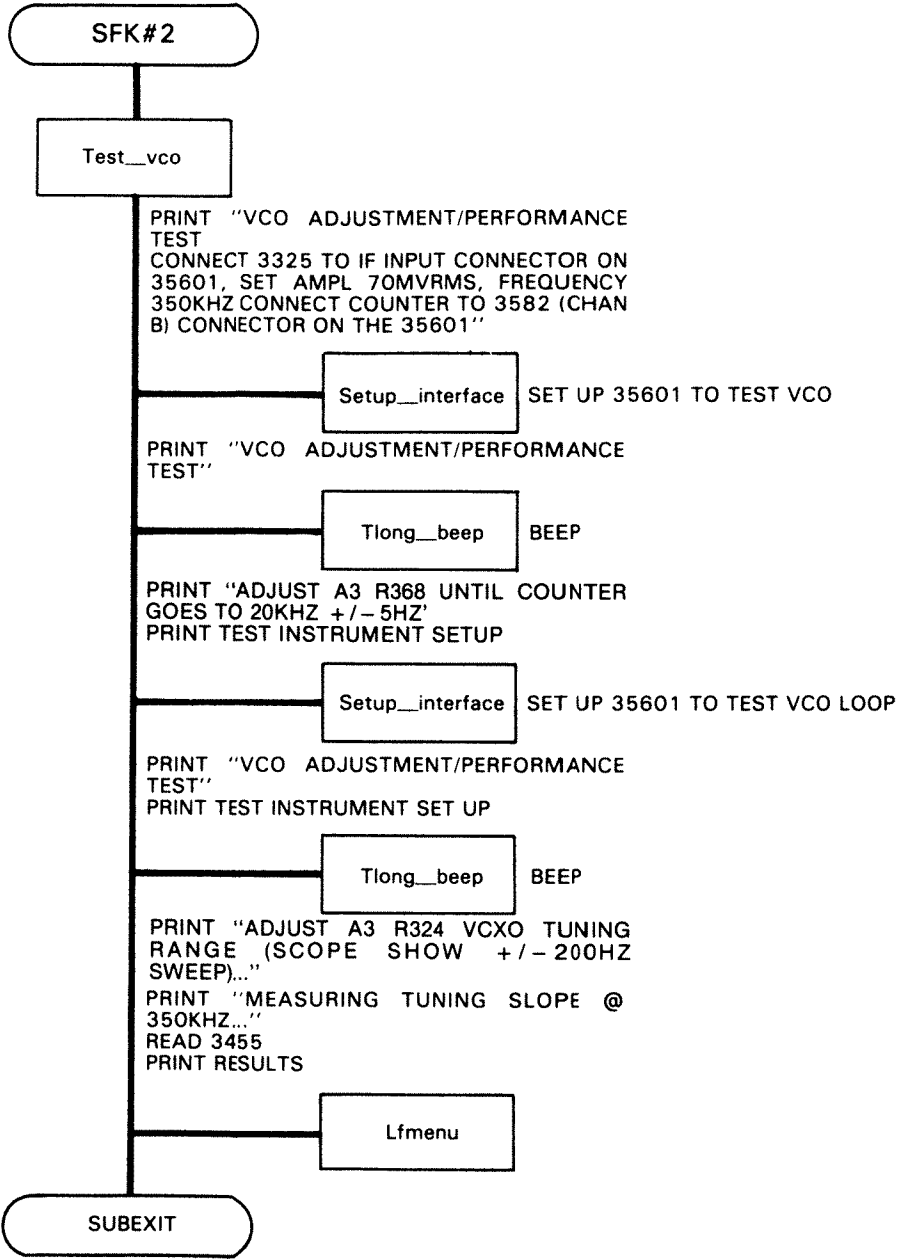 SFK#2
Test__vco
PRINT "VCO ADJUSTMENT/PERFORMANCE
TEST
CONNECT 3325 TO IF INPUT CONNECTOR ON
35601, SET AMPL 70MVRMS, FREQUENCY
350KHZ CONNECT COUNTER TO 3582 (CHAN
B) CONNECTOR ON THE 35601"
Setup__interface SET UP 35601 TO TEST VCO
PRINT "VCO ADJUSTMENT/PERFORMANCE
TEST"
Tlong__beep BEEP
PRINT "ADJUST A3 R368 UNTIL COUNTER
GOES TO 20KHZ +/-5HZ'
PRINT TEST INSTRUMENT SETUP
Setup__interface SET UP 35601 TO TEST VCO LOOP
PRINT "VCO ADJUSTMENT/PERFORMANCE
TEST"
PRINT TEST INSTRUMENT SET UP
Tlong__beep BEEP
PRINT "ADJUST A3 R324 VCXO TUNING
RANGE (SCOPE SHOW +/-200HZ
SWEEP)..."
PRINT "MEASURING TUNING SLOPE @
350KHZ..."
READ 3455
PRINT RESULTS
Lfmenu
SUBEXIT